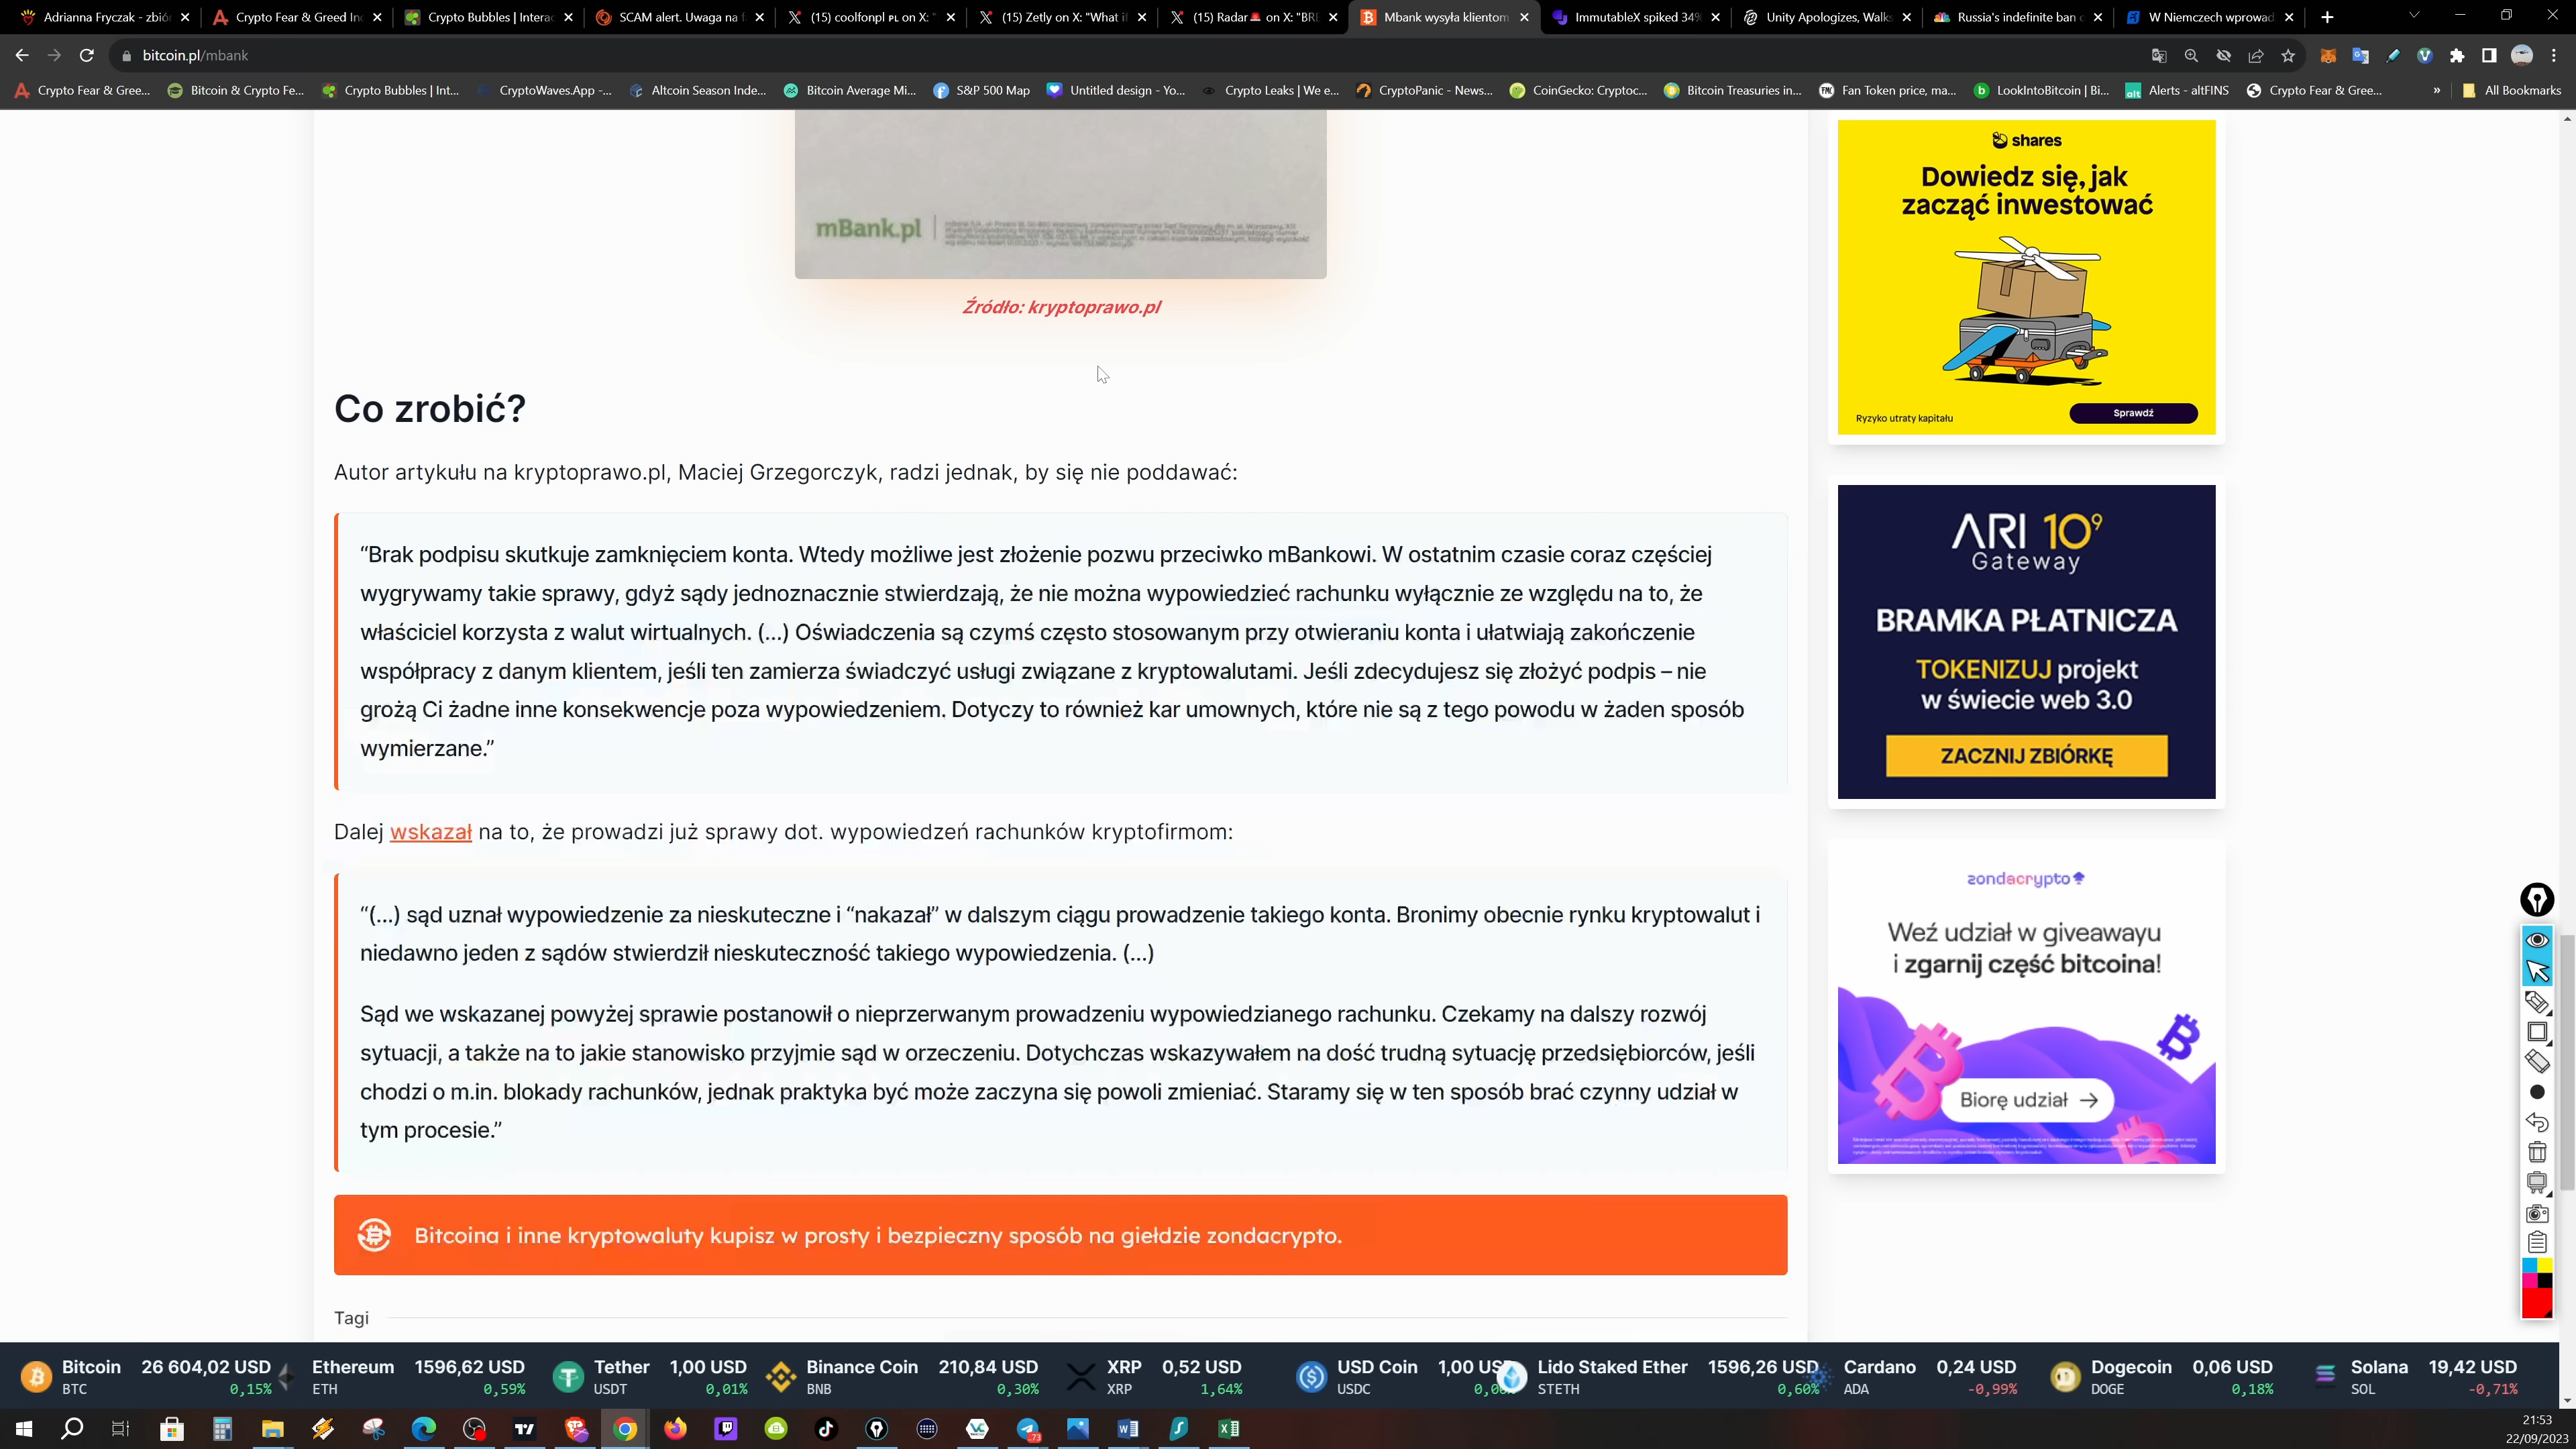 Adrianna Fryczak - zbiór
Crypto Fear & Greed In
Crypto Bubbles | Interac
SCAM alert. Uwaga na f
(15) coolfonpl PL on X: "
(15) Zetly on X: "What if
(15) Radar🚨 on X: "BRE
Mbank wysyła klientom
ImmutableX spiked 34%
Unity Apologizes, Walks
Russia's indefinite ban o
W Niemczech wprowad
bitcoin.pl/mbank
Crypto Fear & Gree...
Bitcoin & Crypto Fe...
Crypto Bubbles | Int...
CryptoWaves.App -...
Altcoin Season Inde...
Bitcoin Average Mi...
S&P 500 Map
Untitled design - Yo...
Crypto Leaks | We e...
CryptoPanic - News...
CoinGecko: Cryptoc...
Bitcoin Treasuries in...
Fan Token price, ma...
LookIntoBitcoin | Bi...
Alerts - altFINS
Crypto Fear & Gree...
»
All Bookmarks
mBank.pl
Źródło: kryptoprawo.pl
Co zrobić?
Autor artykułu na kryptoprawo.pl, Maciej Grzegorczyk, radzi jednak, by się nie poddawać:
“Brak podpisu skutkuje zamknięciem konta. Wtedy możliwe jest złożenie pozwu przeciwko mBankowi. W ostatnim czasie coraz częściej
wygrywamy takie sprawy, gdyż sądy jednoznacznie stwierdzają, że nie można wypowiedzieć rachunku wyłącznie ze względu na to, że
właściciel korzysta z walut wirtualnych. (…) Oświadczenia są czymś często stosowanym przy otwieraniu konta i ułatwiają zakończenie
współpracy z danym klientem, jeśli ten zamierza świadczyć usługi związane z kryptowalutami. Jeśli zdecydujesz się złożyć podpis – nie
grożą Ci żadne inne konsekwencje poza wypowiedzeniem. Dotyczy to również kar umownych, które nie są z tego powodu w żaden sposób
wymierzane.”
Dalej wskazał na to, że prowadzi już sprawy dot. wypowiedzeń rachunków kryptofirmom:
“(…) sąd uznał wypowiedzenie za nieskuteczne i “nakazał” w dalszym ciągu prowadzenie takiego konta. Bronimy obecnie rynku kryptowalut i
niedawno jeden z sądów stwierdził nieskuteczność takiego wypowiedzenia. (…)
Sąd we wskazanej powyżej sprawie postanowił o nieprzerwanym prowadzeniu wypowiedzianego rachunku. Czekamy na dalszy rozwój
sytuacji, a także na to jakie stanowisko przyjmie sąd w orzeczeniu. Dotychczas wskazywałem na dość trudną sytuację przedsiębiorców, jeśli
chodzi o m.in. blokady rachunków, jednak praktyka być może zaczyna się powoli zmieniać. Staramy się w ten sposób brać czynny udział w
tym procesie.”
Bitcoina i inne kryptowaluty kupisz w prosty i bezpieczny sposób na giełdzie zondacrypto.
Tagi
shares
Dowiedz się, jak
zacząć inwestować
Ryzyko utraty kapitału
Sprawdź
ARI 10⁹
Gateway
BRAMKA PŁATNICZA
TOKENIZUJ projekt
w świecie web 3.0
ZACZNIJ ZBIÓRKĘ
zondacrypto
Weź udział w giveawayu
i zgarnij część bitcoina!
Biorę udział →
Bitcoin 26 604,02 USD
BTC 0,15%
Ethereum 1596,62 USD
ETH 0,59%
Tether 1,00 USD
USDT 0,01%
Binance Coin 210,84 USD
BNB 0,30%
XRP 0,52 USD
XRP 1,64%
USD Coin 1,00
USDC
Lido Staked Ether 1596,26 USD
STETH 0,60%
Cardano 0,24 USD
ADA -0,99%
Dogecoin 0,06 USD
DOGE 0,18%
Solana 19,42 USD
SOL -0,71%
73
21:53
22/09/2023